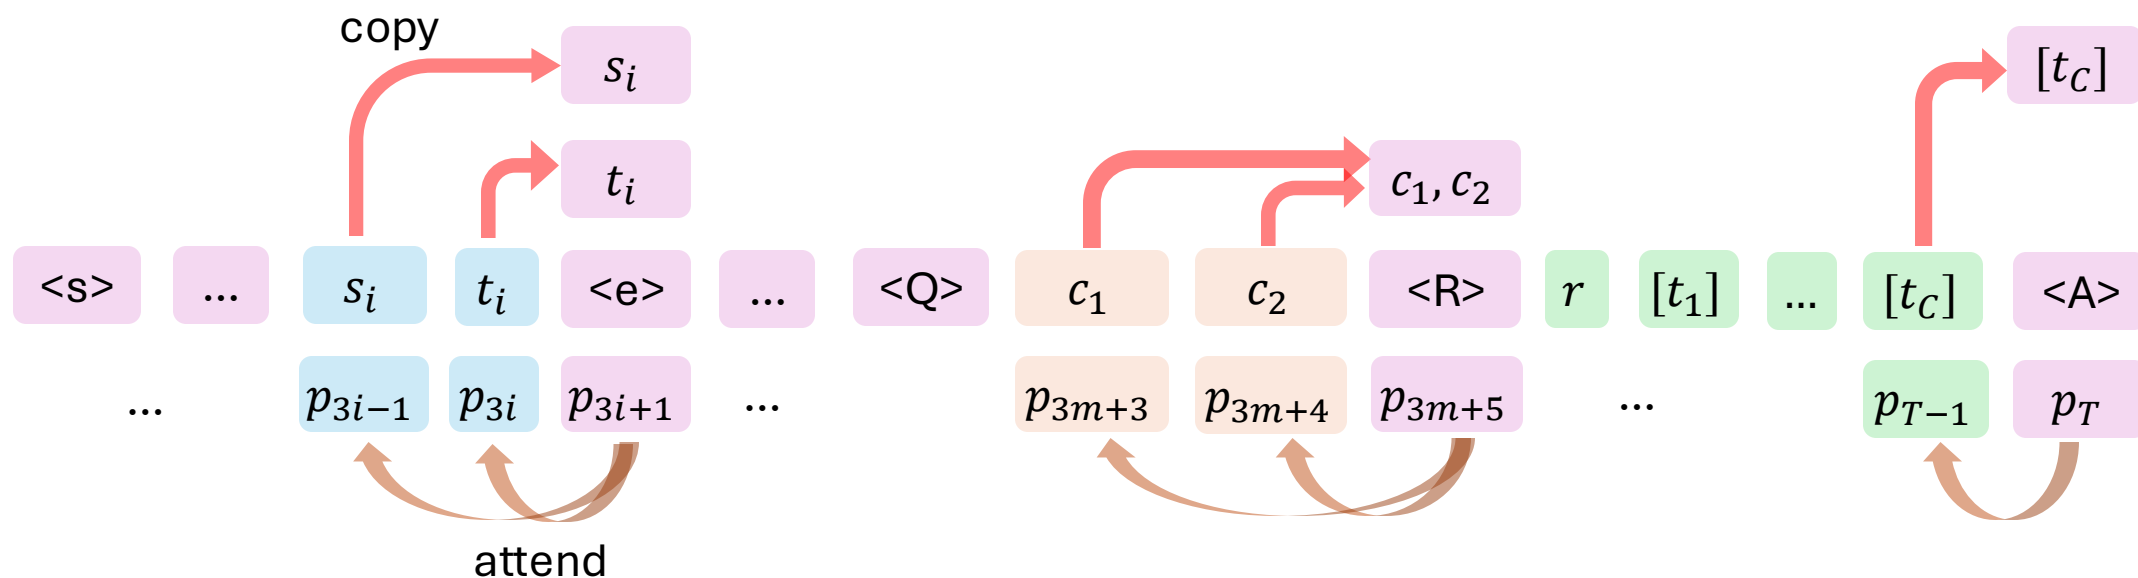 copy
s_i [t_C]
t_i c_1, c_2
<s> ... s_i t_i <e> ... <Q> c_1 c_2 <R> r [t_1] ... [t_C] <A>
... p_{3i-1} p_{3i} p_{3i+1} ... p_{3m+3} p_{3m+4} p_{3m+5} ... p_{T-1} p_T
attend